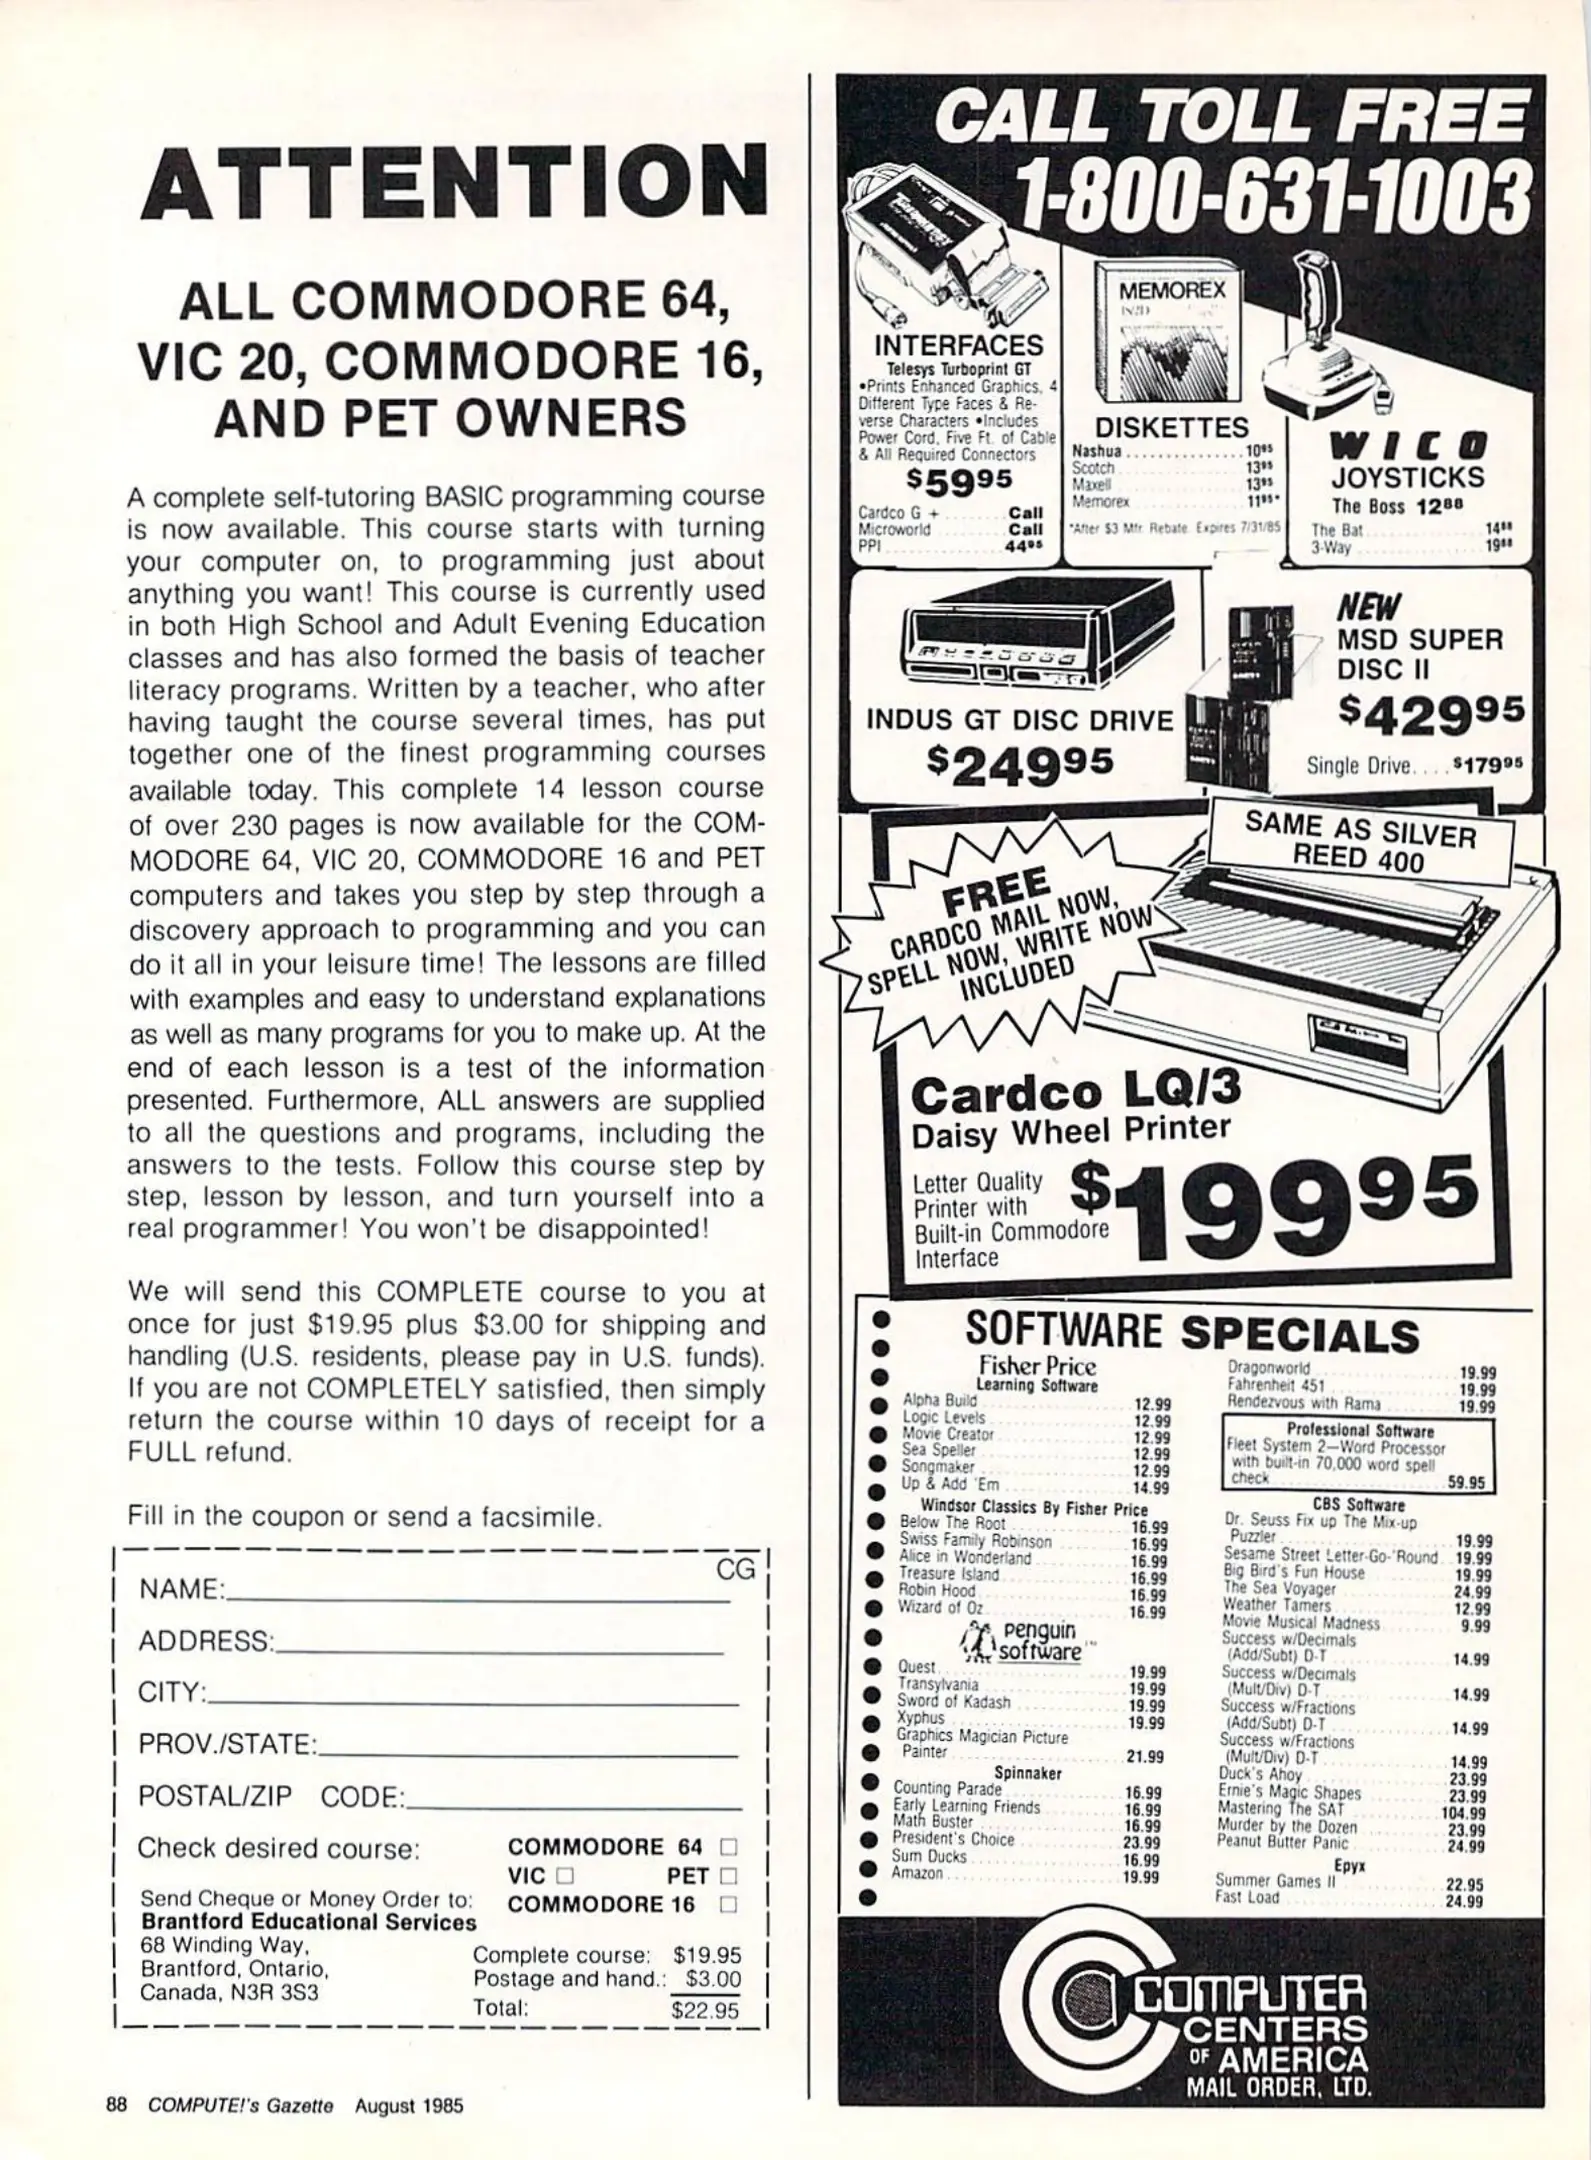 ATTENTION
ALL COMMODORE 64,
VIC 20, COMMODORE 16,
AND PET OWNERS
A complete self-tutoring BASIC programming course
is now available. This course starts with turning
your computer on, to programming just about
anything you want! This course is currently used
in both High School and Adult Evening Education
classes and has also formed the basis of teacher
literacy programs. Written by a teacher, who after
having taught the course several times, has put
together one of the finest programming courses
available today. This complete 14 lesson course
of over 230 pages is now available for the COM-
MODORE 64, VIC 20, COMMODORE 16 and PET
computers and takes you step by step through a
discovery approach to programming and you can
do it all in your leisure time! The lessons are filled
with examples and easy to understand explanations
as well as many programs for you to make up. At the
end of each lesson is a test of the information
presented. Furthermore, ALL answers are supplied
to all the questions and programs, including the
answers to the tests. Follow this course step by
step, lesson by lesson, and turn yourself into a
real programmer! You won't be disappointed!
We will send this COMPLETE course to you at
once for just $19.95 plus $3.00 for shipping and
handling (U.S. residents, please pay in U.S. funds).
If you are not COMPLETELY satisfied, then simply
return the course within 10 days of receipt for a
FULL refund.
Fill in the coupon or send a facsimile.
CG
NAME:
ADDRESS:
CITY:
PROV./STATE:
POSTAL/ZIP CODE:
Check desired course: COMMODORE 64 □
VIC □ PET □
COMMODORE 16 □
Send Cheque or Money Order to:
Brantford Educational Services
68 Winding Way,
Brantford, Ontario,
Canada, N3R 3S3
Complete course: $19.95
Postage and hand.: $3.00
Total: $22.95
88 COMPUTE!'s Gazette August 1985
CALL TOLL FREE
1-800-631-1003
INTERFACES
Telesys Turboprint GT
•Prints Enhanced Graphics, 4
Different Type Faces & Re-
verse Characters •Includes
Power Cord, Five Ft. of Cable
& All Required Connectors
$59⁹⁵
Cardco G + Call
Microworld Call
PPI 44⁹⁵
MEMOREX
DISKETTES
Nashua 10⁹⁵
Scotch 13⁹⁵
Maxell 13⁹⁵
Memorex 11⁹⁵*
*After $3 Mfr. Rebate. Expires 7/31/85
WICO
JOYSTICKS
The Boss 12⁸⁸
The Bat 14⁸⁸
3-Way 19⁸⁸
INDUS GT DISC DRIVE
$249⁹⁵
NEW
MSD SUPER
DISC II
$429⁹⁵
Single Drive.... $179⁹⁵
SAME AS SILVER
REED 400
FREE
CARDCO MAIL NOW,
SPELL NOW, WRITE NOW
INCLUDED
Cardco LQ/3
Daisy Wheel Printer
Letter Quality
Printer with
Built-in Commodore
Interface
$199⁹⁵
SOFTWARE SPECIALS
Fisher Price
Learning Software
Alpha Build 12.99
Logic Levels 12.99
Movie Creator 12.99
Sea Speller 12.99
Songmaker 12.99
Up & Add 'Em 14.99
Windsor Classics By Fisher Price
Below The Root 16.99
Swiss Family Robinson 16.99
Alice in Wonderland 16.99
Treasure Island 16.99
Robin Hood 16.99
Wizard of Oz 16.99
penguin
software™
Quest 19.99
Transylvania 19.99
Sword of Kadash 19.99
Xyphus 19.99
Graphics Magician Picture
Painter 21.99
Spinnaker
Counting Parade 16.99
Early Learning Friends 16.99
Math Buster 16.99
President's Choice 23.99
Sum Ducks 16.99
Amazon 19.99
Dragonworld 19.99
Fahrenheit 451 19.99
Rendezvous with Rama 19.99
Professional Software
Fleet System 2—Word Processor
with built-in 70,000 word spell
check 59.95
CBS Software
Dr. Seuss Fix up The Mix-up
Puzzler 19.99
Sesame Street Letter-Go-'Round 19.99
Big Bird's Fun House 19.99
The Sea Voyager 24.99
Weather Tamers 12.99
Movie Musical Madness 9.99
Success w/Decimals
(Add/Subt) D-T 14.99
Success w/Decimals
(Mult/Div) D-T 14.99
Success w/Fractions
(Add/Subt) D-T 14.99
Success w/Fractions
(Mult/Div) D-T 14.99
Duck's Ahoy 23.99
Ernie's Magic Shapes 23.99
Mastering The SAT 104.99
Murder by the Dozen 23.99
Peanut Butter Panic 24.99
Epyx
Summer Games II 22.95
Fast Load 24.99
COMPUTER
CENTERS
OF AMERICA
MAIL ORDER, LTD.